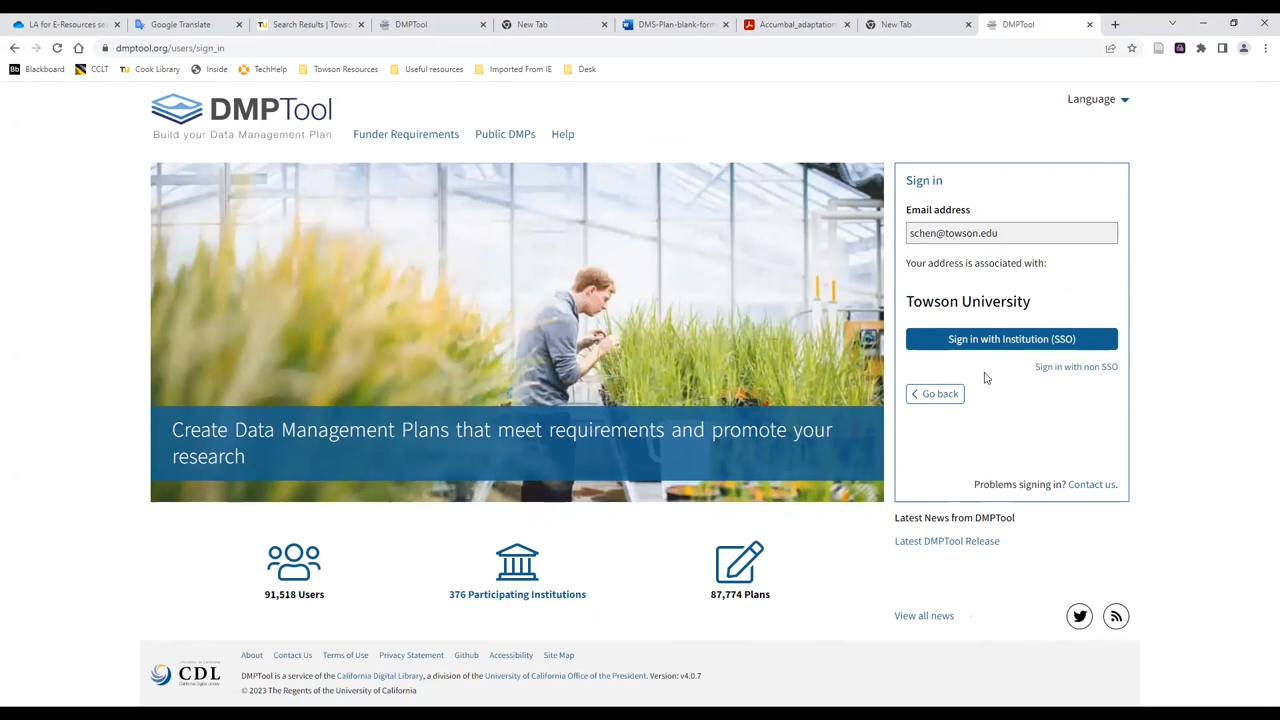 LA for E-Resources se
Google Translate
TU Search Results | Towso
DMPTool
New Tab
DMS-Plan-blank-form
Accumbal_adaptation
New Tab
DMPTool
dmptool.org/users/sign_in
Bb Blackboard
CCLT
TU Cook Library
Inside
TechHelp
Towson Resources
Useful resources
Imported From IE
Desk
DMPTool
Build your Data Management Plan
Funder Requirements
Public DMPs
Help
Language
Create Data Management Plans that meet requirements and promote your
research
Sign in
Email address
schen@towson.edu
Your address is associated with:
Towson University
Sign in with Institution (SSO)
Sign in with non SSO
Go back
Problems signing in? Contact us.
Latest News from DMPTool
Latest DMPTool Release
View all news
91,518 Users
376 Participating Institutions
87,774 Plans
CDL
About
Contact Us
Terms of Use
Privacy Statement
Github
Accessibility
Site Map
DMPTool is a service of the California Digital Library, a division of the University of California Office of the President. Version: v4.0.7
© 2023 The Regents of the University of California